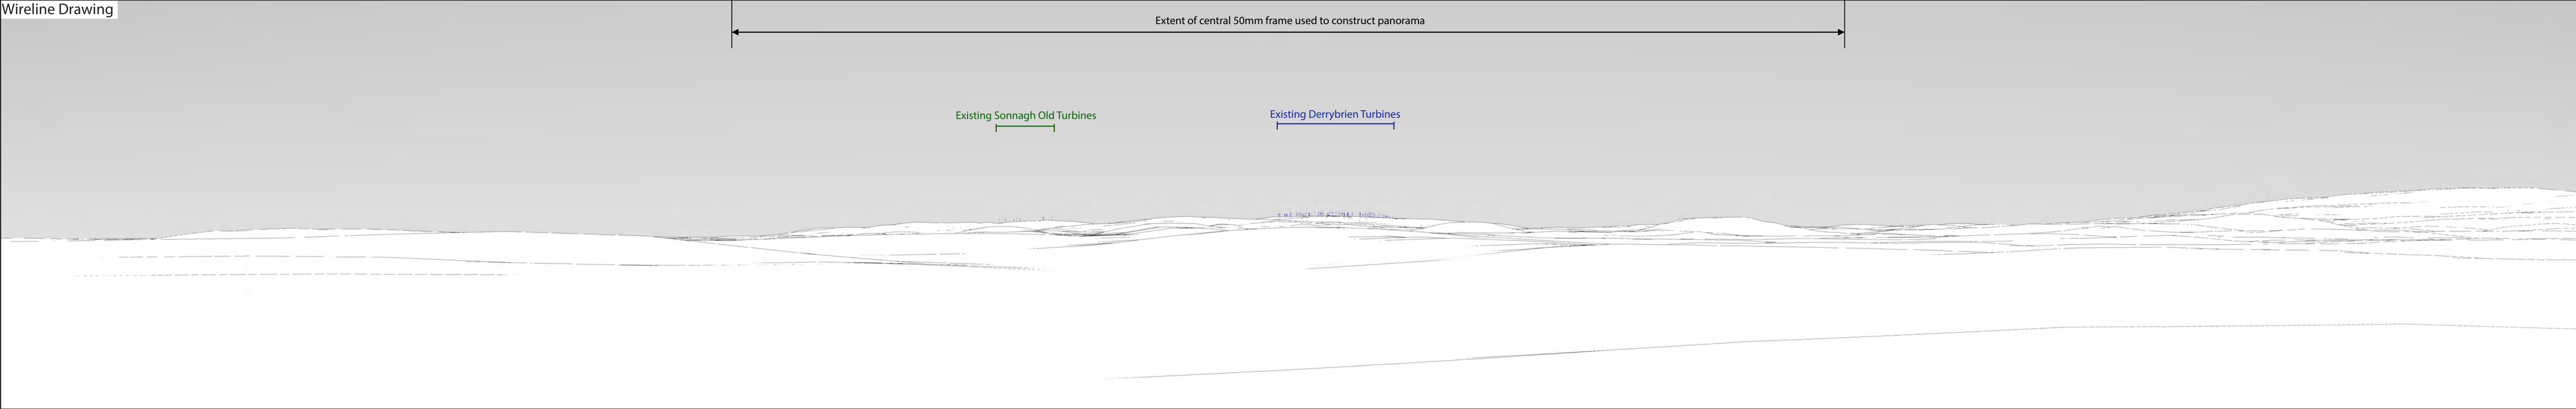 Wireline Drawing
Extent of central 50mm frame used to construct panorama
Existing Sonnagh Old Turbines
Existing Derrybrien Turbines